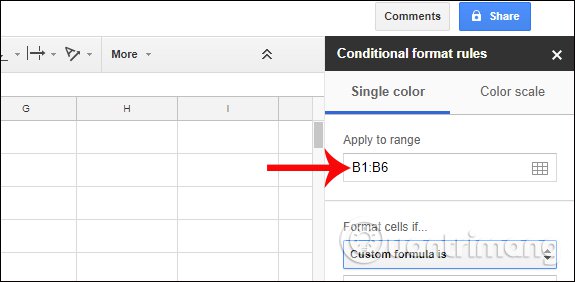 Comments
Share
More
Conditional format rules
×
G H I
Single color
Color scale
Apply to range
B1:B6
Format cells if...
Custom formula is
@uantrimang